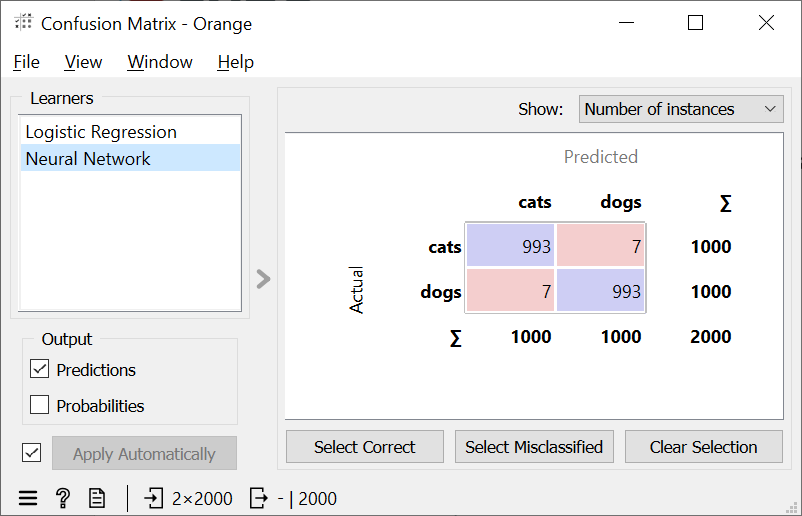 Confusion Matrix - Orange
File View Window Help
Learners
Logistic Regression
Neural Network
Output
Predictions
Probabilities
Apply Automatically
Show: Number of instances
Predicted
cats dogs ∑
Actual
cats 993 7 1000
dogs 7 993 1000
∑ 1000 1000 2000
Select Correct Select Misclassified Clear Selection
? 2×2000 - | 2000